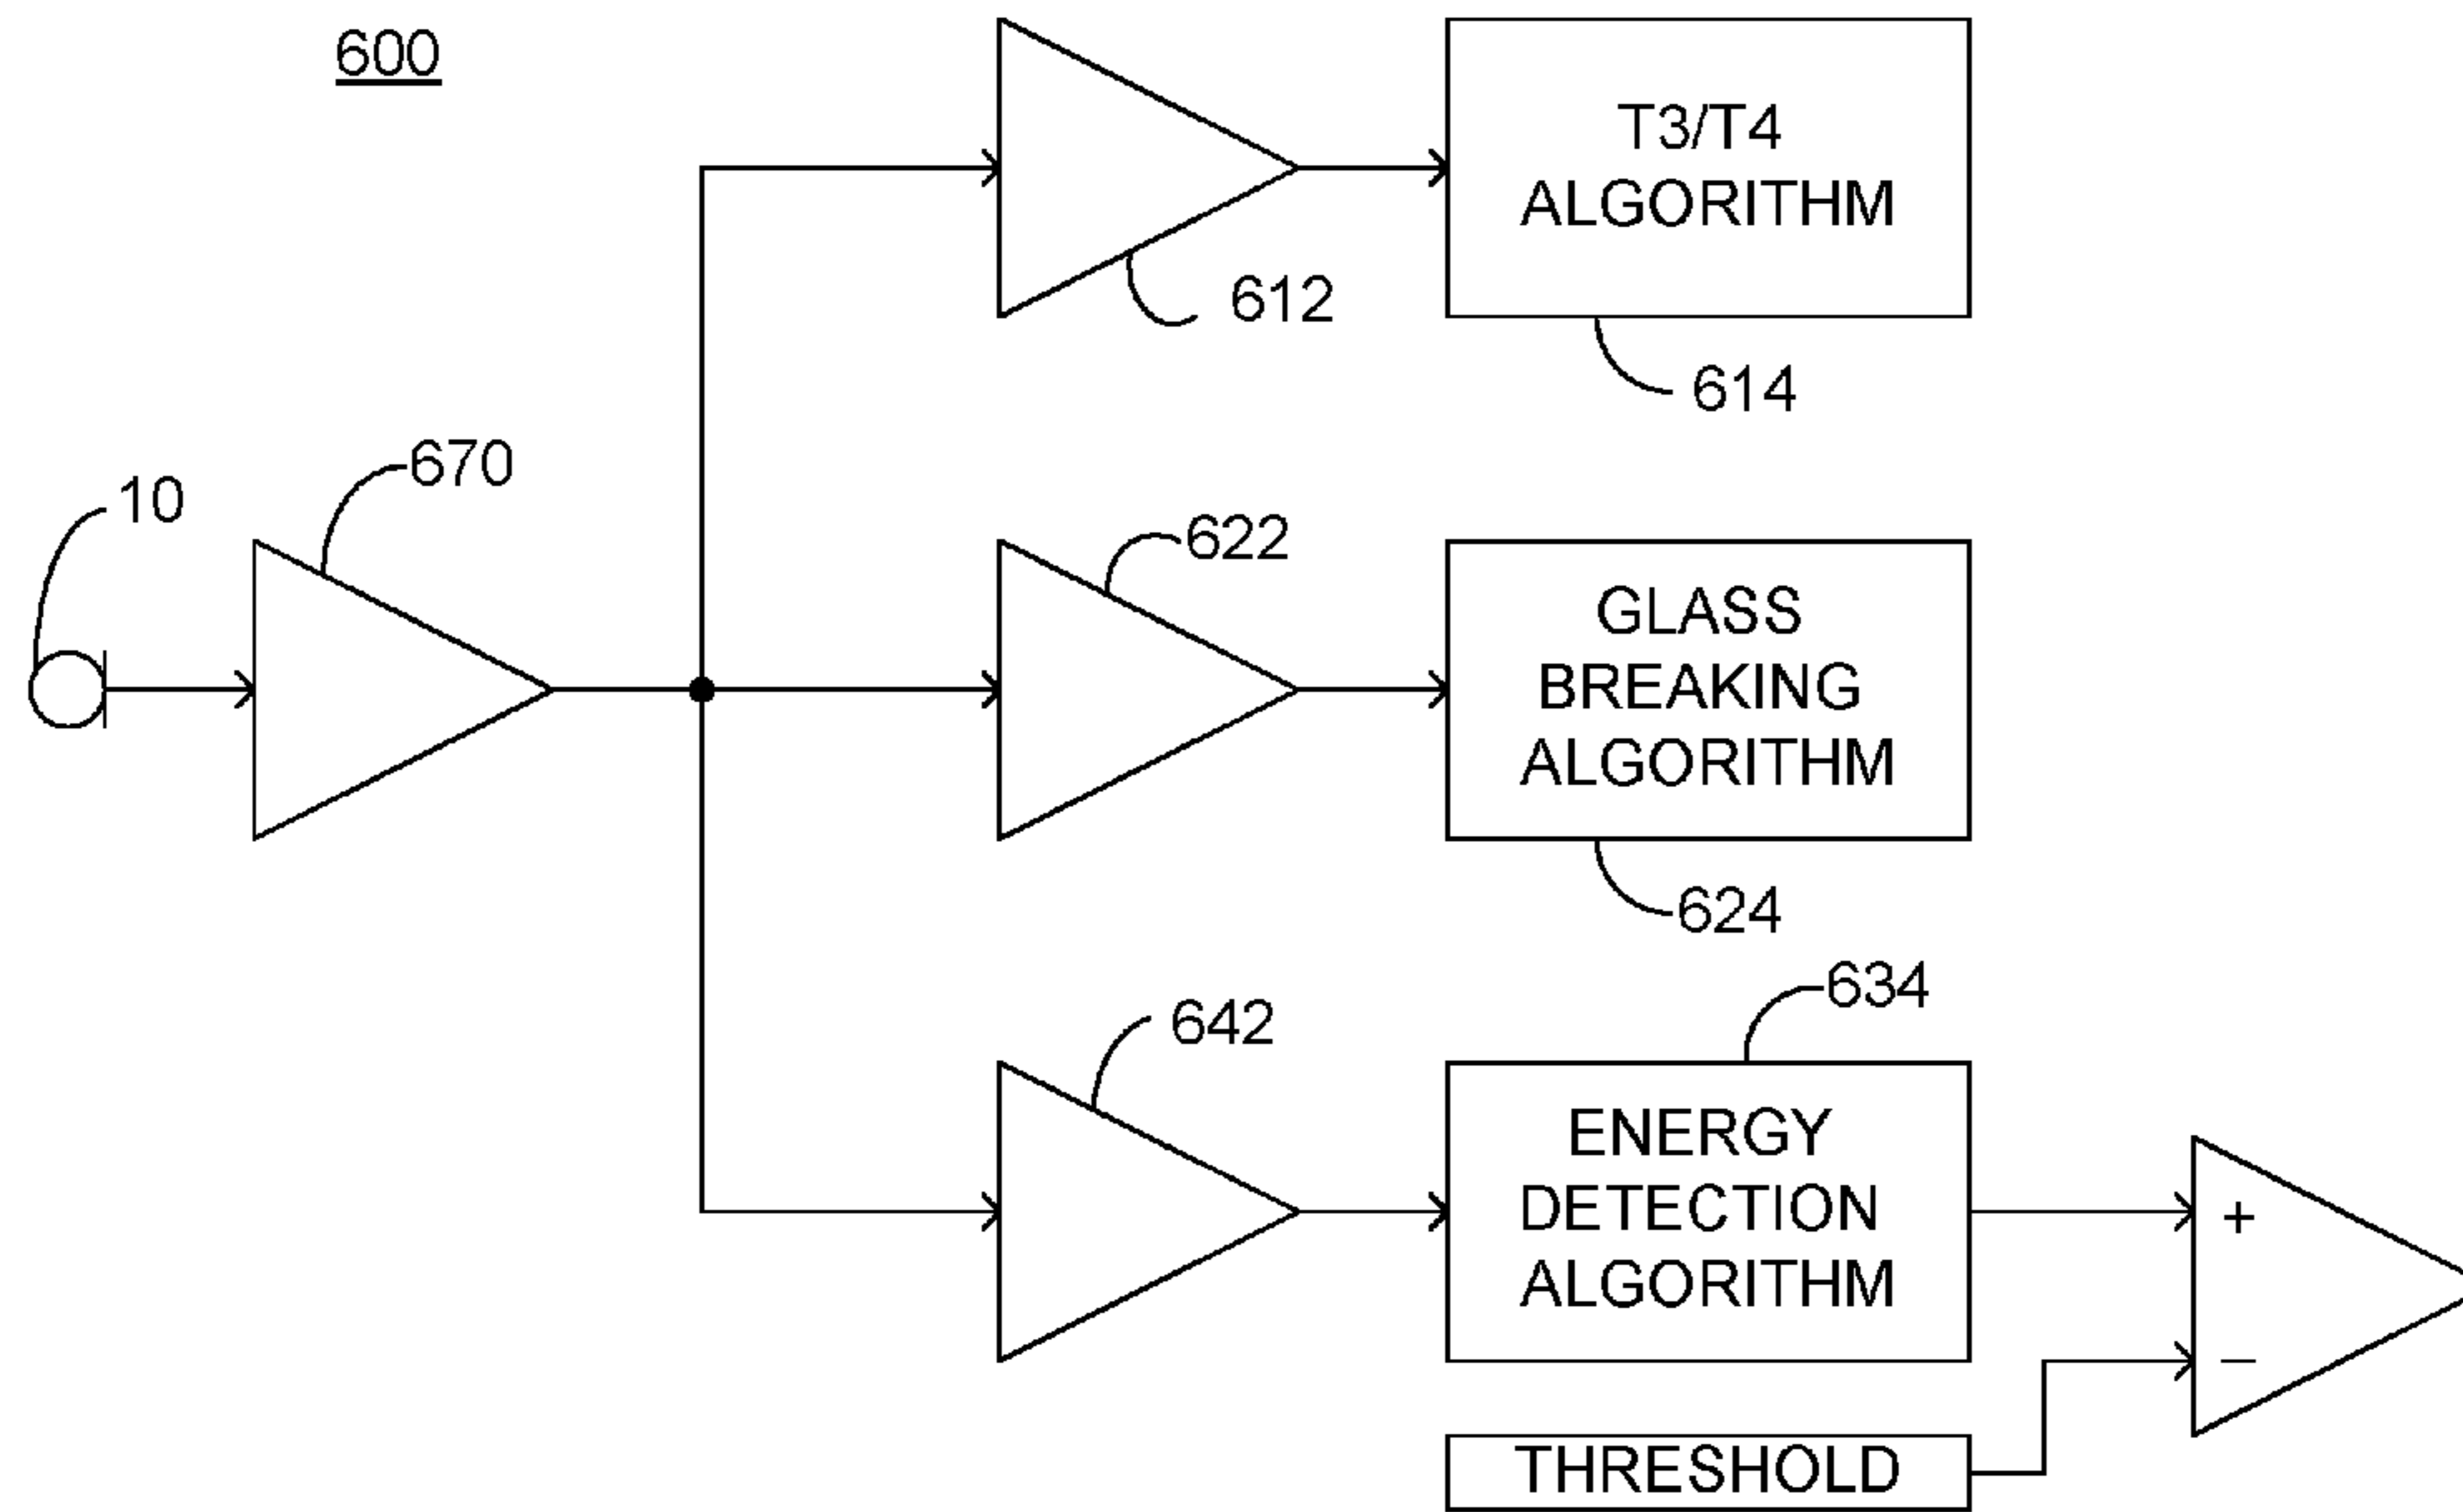 600
T3/T4
ALGORITHM
612
614
670
10
622
GLASS
BREAKING
ALGORITHM
624
634
642
ENERGY
DETECTION
ALGORITHM
+
−
THRESHOLD